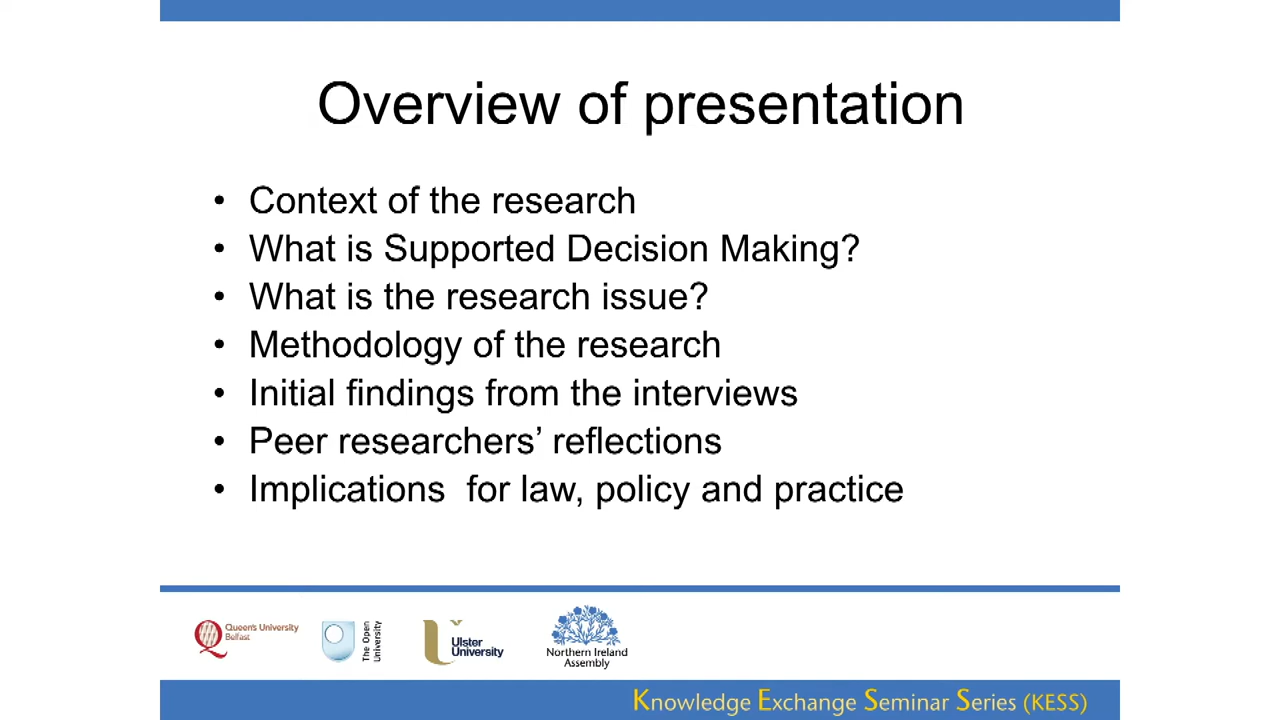 Overview of presentation
• Context of the research
• What is Supported Decision Making?
• What is the research issue?
• Methodology of the research
• Initial findings from the interviews
• Peer researchers’ reflections
• Implications  for law, policy and practice
Queen's University
Belfast
The Open
University
Ulster
University
Northern Ireland
Assembly
Knowledge Exchange Seminar Series (KESS)